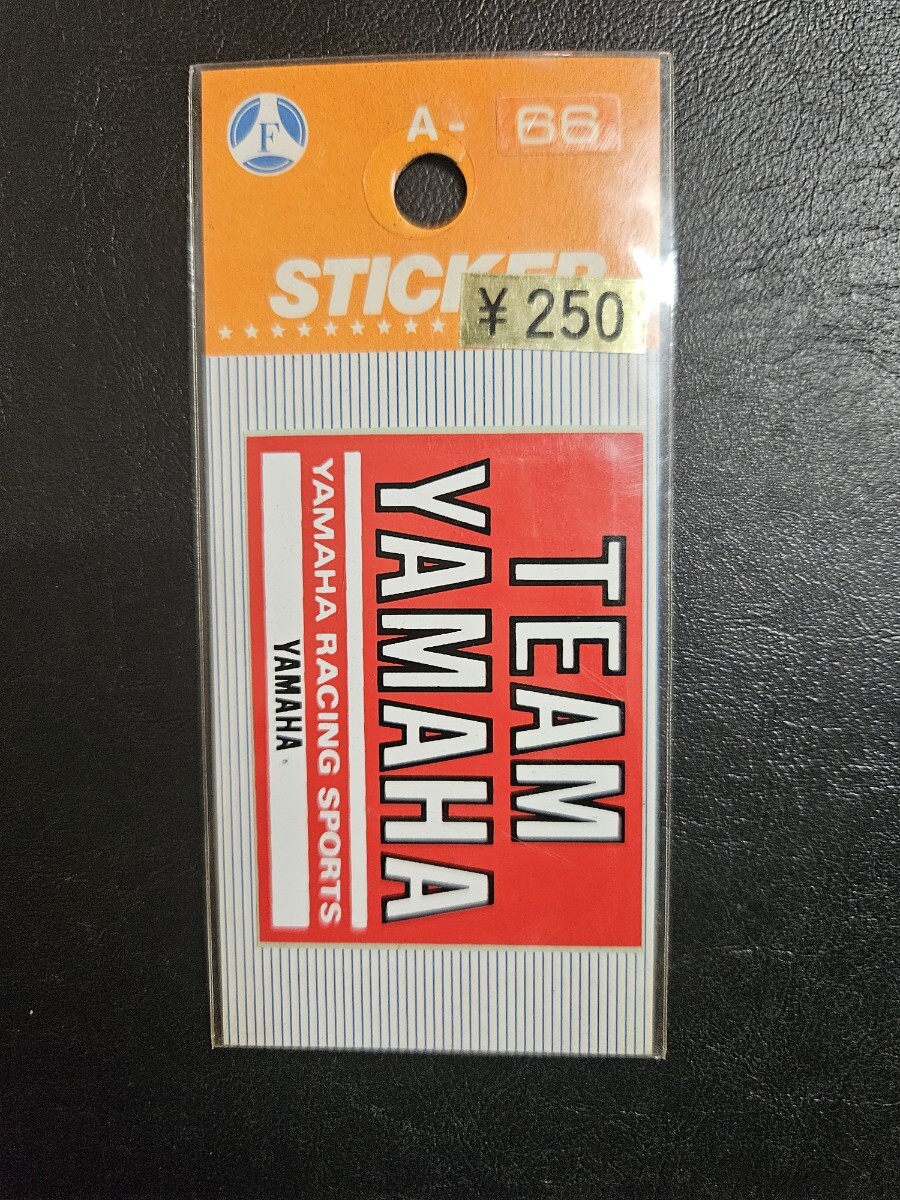 F
A - 66
STICKER
¥ 250
TEAM
YAMAHA
YAMAHA RACING SPORTS
YAMAHA